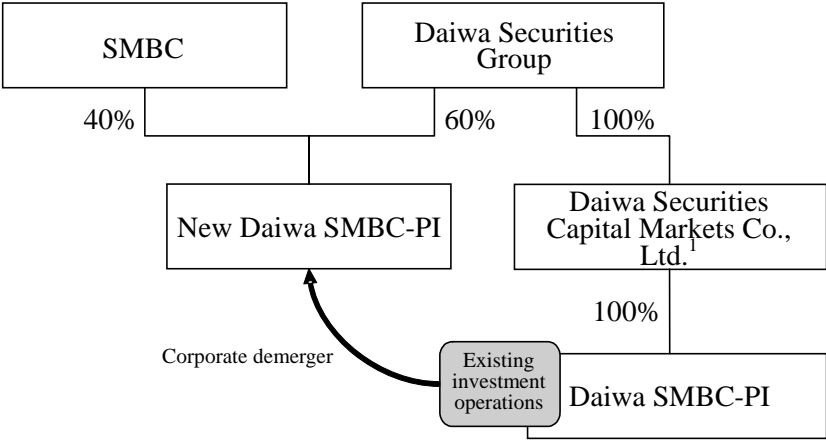 SMBC
Daiwa Securities
Group
40%
60%
100%
New Daiwa SMBC-PI
Daiwa Securities
Capital Markets Co.,
Ltd.1
100%
Corporate demerger
Existing
investment
operations
Daiwa SMBC-PI